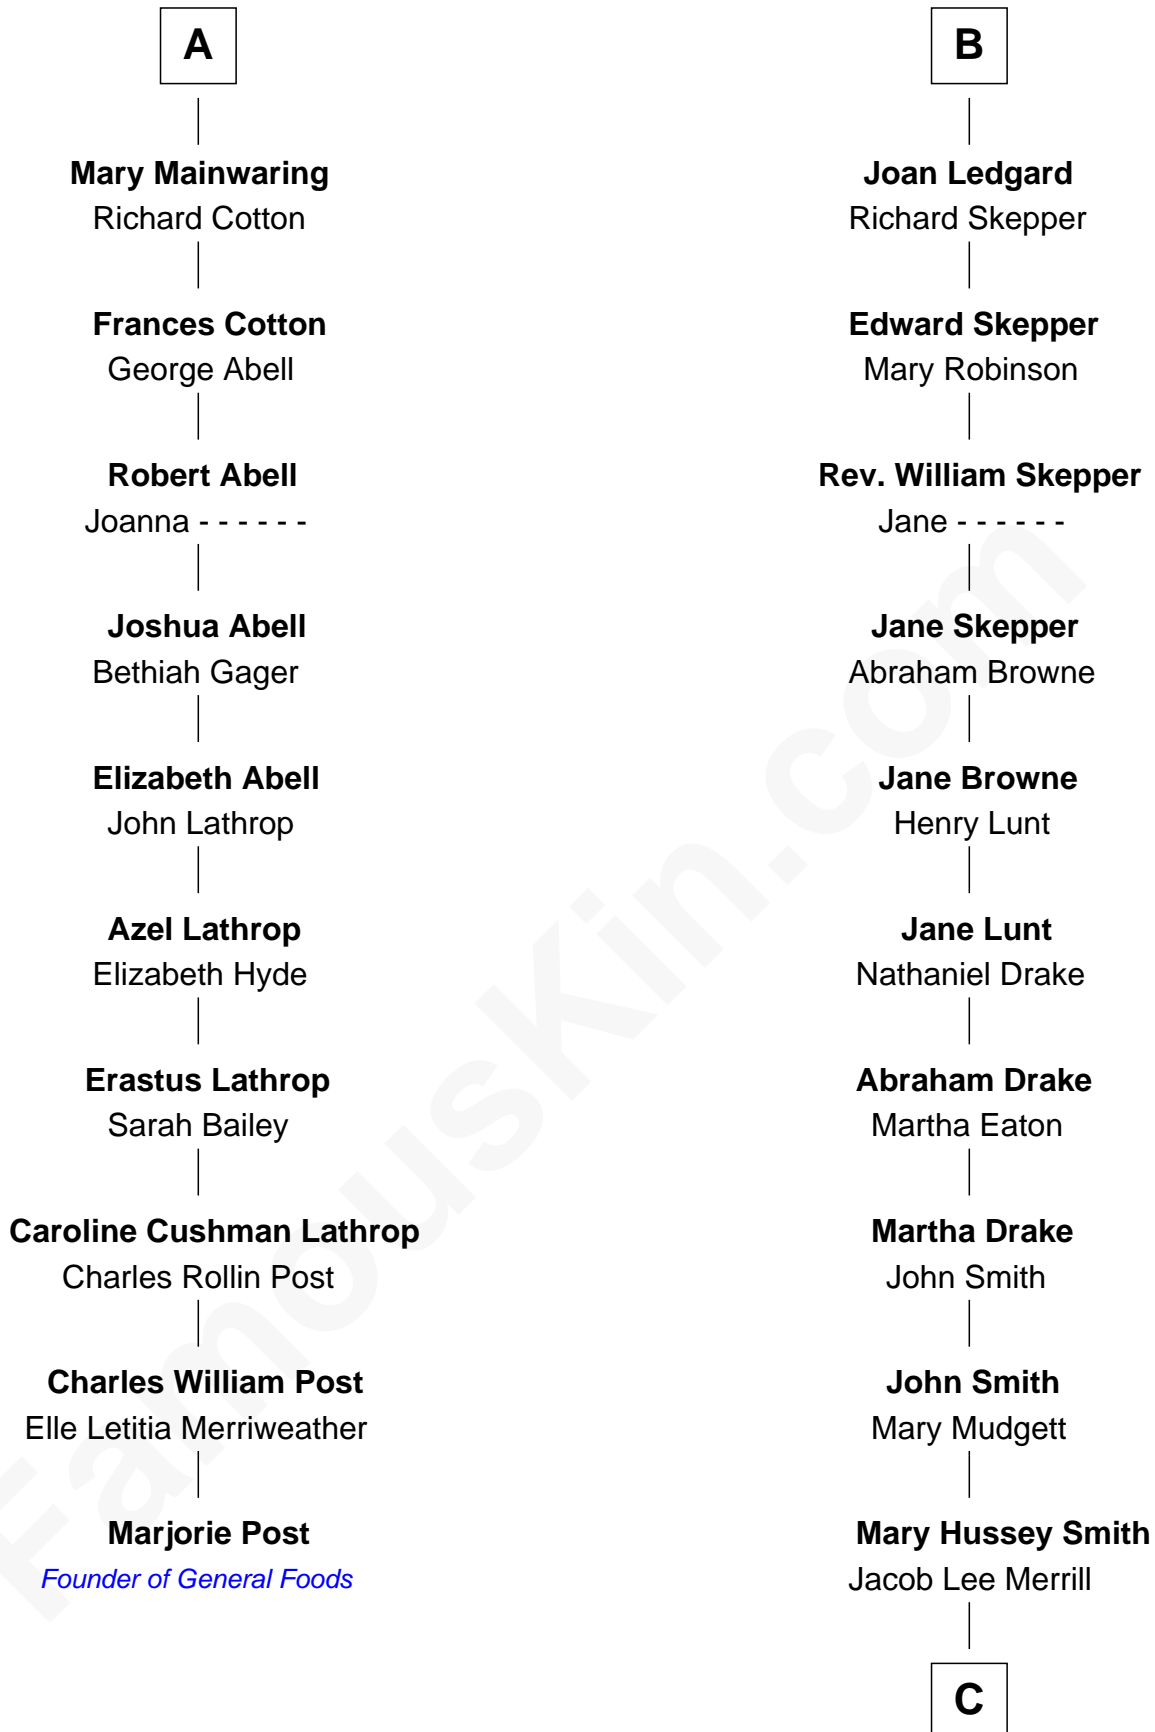 A
Mary Mainwaring
Richard Cotton
Frances Cotton
George Abell
Robert Abell
Joanna - - - - - -
Joshua Abell
Bethiah Gager
Elizabeth Abell
John Lathrop
Azel Lathrop
Elizabeth Hyde
Erastus Lathrop
Sarah Bailey
Caroline Cushman Lathrop
Charles Rollin Post
Charles William Post
Elle Letitia Merriweather
Marjorie Post
Founder of General Foods
B
Joan Ledgard
Richard Skepper
Edward Skepper
Mary Robinson
Rev. William Skepper
Jane - - - - - -
Jane Skepper
Abraham Browne
Jane Browne
Henry Lunt
Jane Lunt
Nathaniel Drake
Abraham Drake
Martha Eaton
Martha Drake
John Smith
John Smith
Mary Mudgett
Mary Hussey Smith
Jacob Lee Merrill
C
FamousKin.com